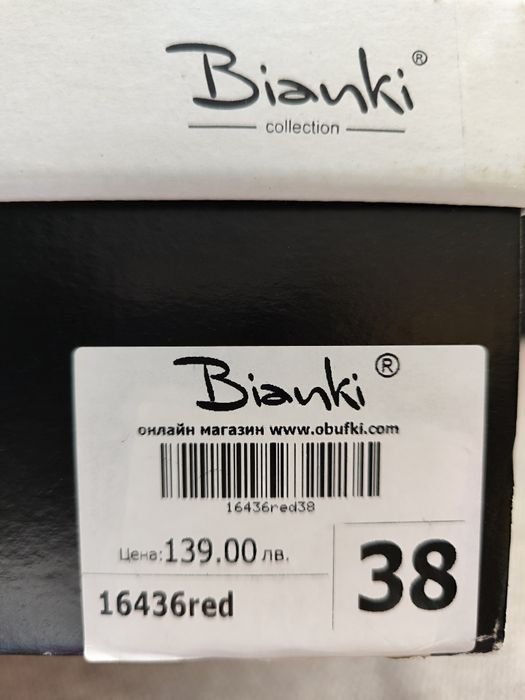 Bianki®
collection
Bianki®
онлайн магазин www.obufki.com
16436red38
Цена: 139.00 лв.
16436red
38